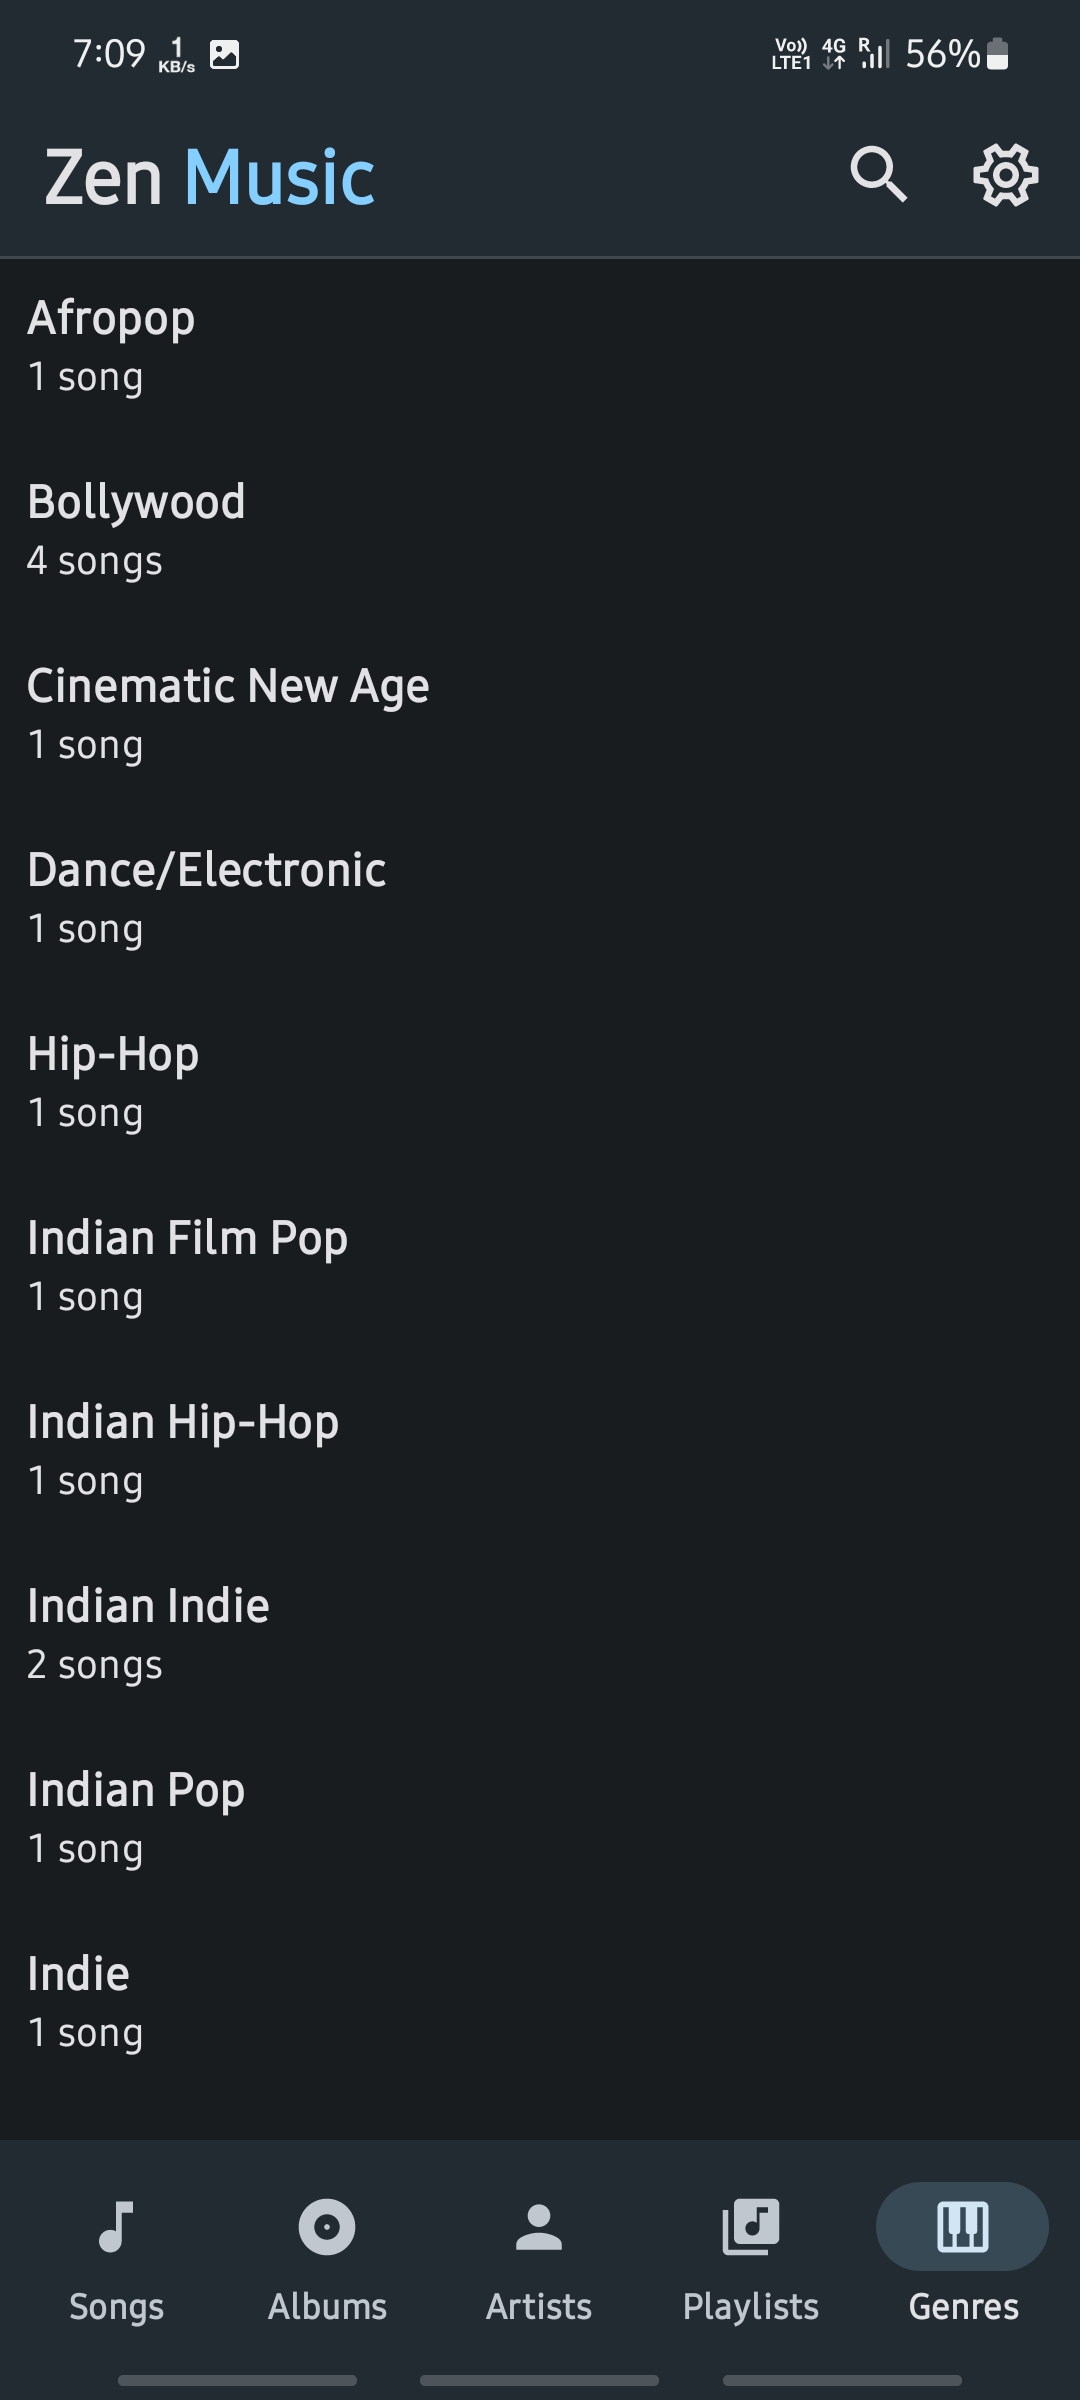 7:09 1 KB/s Vo)) LTE1 4G R 56%
Zen Music
Afropop
1 song
Bollywood
4 songs
Cinematic New Age
1 song
Dance/Electronic
1 song
Hip-Hop
1 song
Indian Film Pop
1 song
Indian Hip-Hop
1 song
Indian Indie
2 songs
Indian Pop
1 song
Indie
1 song
Songs Albums Artists Playlists Genres